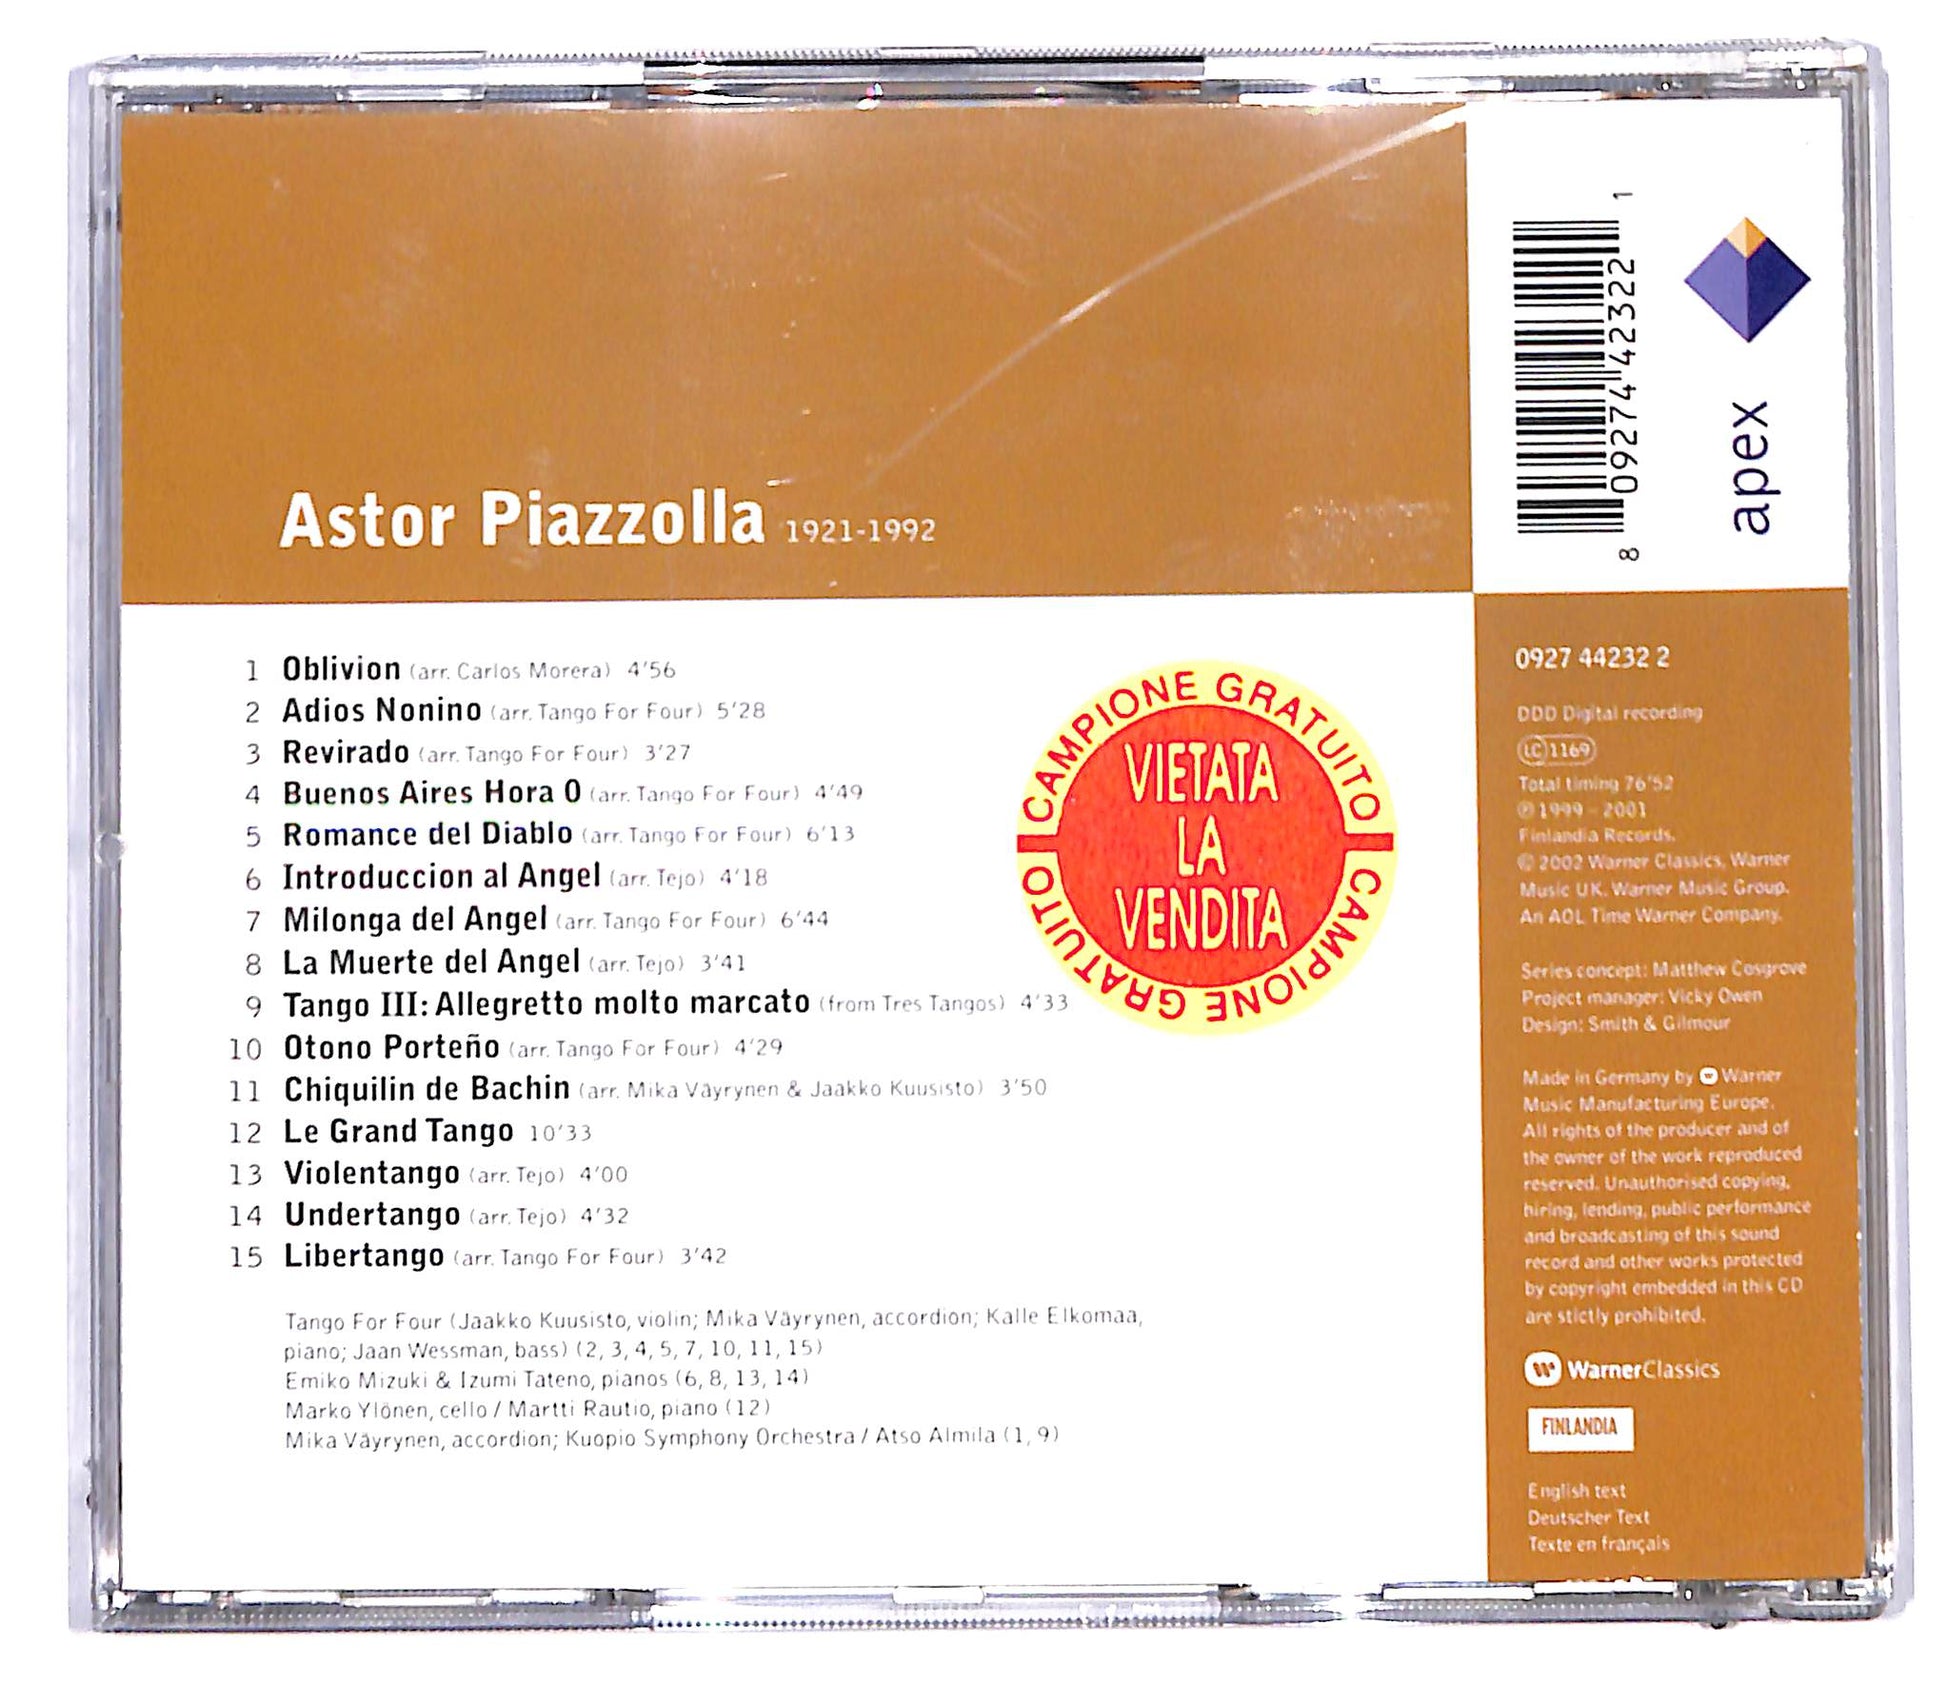 Astor Piazzolla 1921-1992
1 Oblivion (arr. Carlos Morera) 4'56
2 Adios Nonino (arr. Tango For Four) 5'28
3 Revirado (arr. Tango For Four) 3'27
4 Buenos Aires Hora 0 (arr. Tango For Four) 4'49
5 Romance del Diablo (arr. Tango For Four) 6'13
6 Introduccion al Angel (arr. Tejo) 4'18
7 Milonga del Angel (arr. Tango For Four) 6'44
8 La Muerte del Angel (arr. Tejo) 3'41
9 Tango III: Allegretto molto marcato (from Tres Tangos) 4'33
10 Otono Porteño (arr. Tango For Four) 4'29
11 Chiquilin de Bachin (arr. Mika Väyrynen & Jaakko Kuusisto) 3'50
12 Le Grand Tango 10'33
13 Violentango (arr. Tejo) 4'00
14 Undertango (arr. Tejo) 4'32
15 Libertango (arr. Tango For Four) 3'42
Tango For Four (Jaakko Kuusisto, violin; Mika Väyrynen, accordion; Kalle Elkomaa,
piano; Jaan Wessman, bass) (2, 3, 4, 5, 7, 10, 11, 15)
Emiko Mizuki & Izumi Tateno, pianos (6, 8, 13, 14)
Marko Ylönen, cello / Martti Rautio, piano (12)
Mika Väyrynen, accordion; Kuopio Symphony Orchestra / Atso Almila (1, 9)
CAMPIONE GRATUITO
VIETATA
LA
VENDITA
CAMPIONE GRATUITO
8 09274 42322 1
apex
0927 44232 2
DDD Digital recording
LC 1169
Total timing 76'52
℗ 1999 - 2001
Finlandia Records.
© 2002 Warner Classics, Warner
Music UK. Warner Music Group.
An AOL Time Warner Company.
Series concept: Matthew Cosgrove
Project manager: Vicky Owen
Design: Smith & Gilmour
Made in Germany by Warner
Music Manufacturing Europe.
All rights of the producer and of
the owner of the work reproduced
reserved. Unauthorised copying,
hiring, lending, public performance
and broadcasting of this sound
record and other works protected
by copyright embedded in this CD
are stictly prohibited.
WarnerClassics
FINLANDIA
English text
Deutscher Text
Texte en français